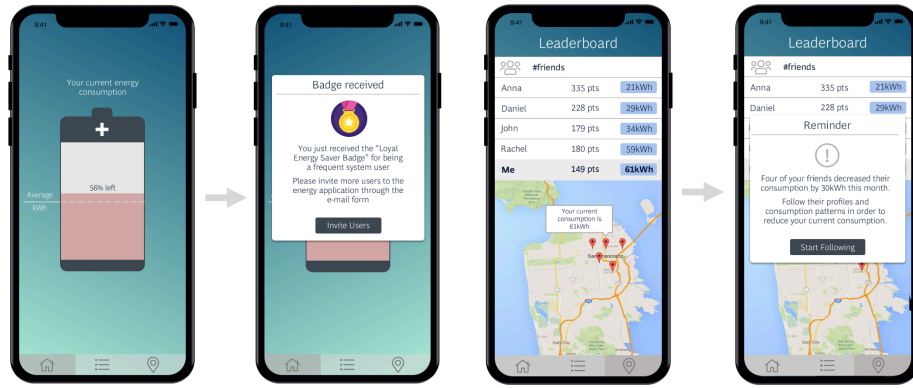 9:41
Your current energy
consumption
56% left
Average
kWh
9:41
Badge received
You just received the "Loyal
Energy Saver Badge" for being
a frequent system user
Please invite more users to the
energy application through the
e-mail form
Invite Users
9:41
Leaderboard
#friends
Anna 335 pts 21kWh
Daniel 228 pts 29kWh
John 179 pts 34kWh
Rachel 180 pts 59kWh
Me 149 pts 61kWh
Your current
consumption is
61kWh
San Francisco
Daly City
9:41
Leaderboard
#friends
Anna 335 pts 21kWh
Daniel 228 pts 29kWh
Reminder
Four of your friends decreased their
consumption by 30kWh this month.
Follow their profiles and
consumption patterns in order to
reduce your current consumption.
Start Following
Daly City